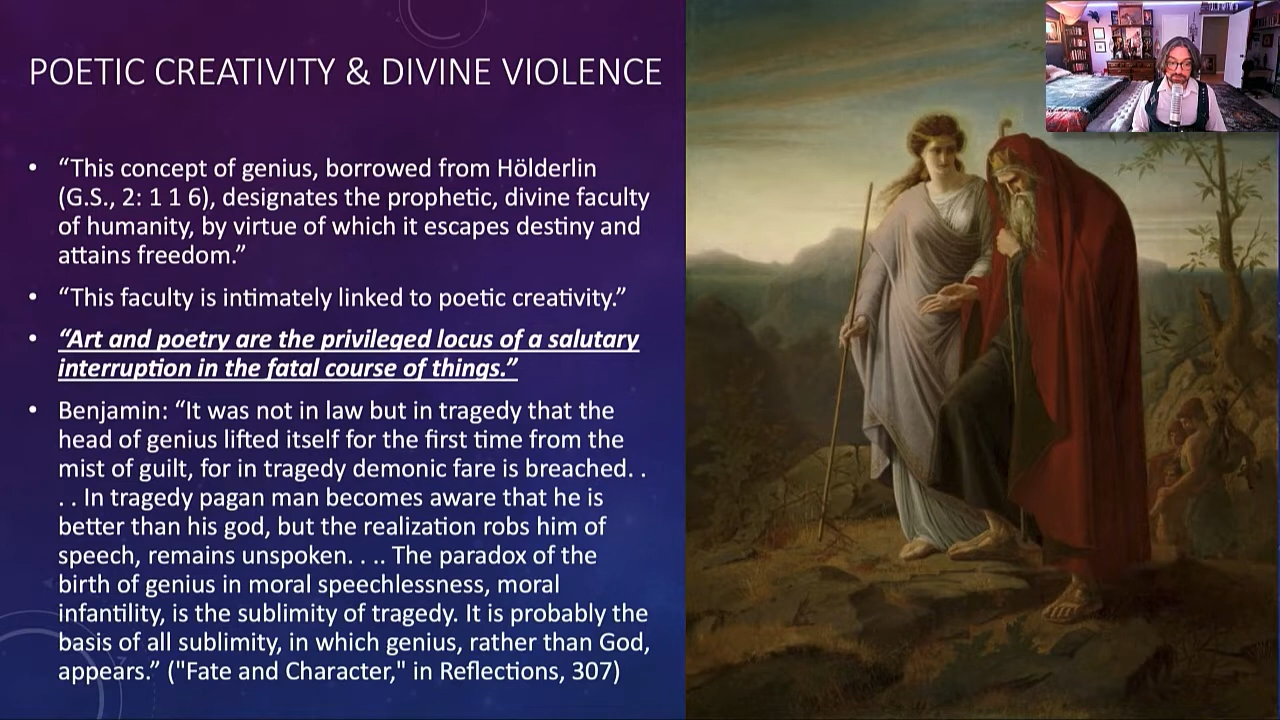 POETIC CREATIVITY & DIVINE VIOLENCE
• “This concept of genius, borrowed from Hölderlin
(G.S., 2: 1 1 6), designates the prophetic, divine faculty
of humanity, by virtue of which it escapes destiny and
attains freedom.”
• “This faculty is intimately linked to poetic creativity.”
• “Art and poetry are the privileged locus of a salutary
interruption in the fatal course of things.”
• Benjamin: “It was not in law but in tragedy that the
head of genius lifted itself for the first time from the
mist of guilt, for in tragedy demonic fare is breached. .
. . In tragedy pagan man becomes aware that he is
better than his god, but the realization robs him of
speech, remains unspoken. . . .. The paradox of the
birth of genius in moral speechlessness, moral
infantility, is the sublimity of tragedy. It is probably the
basis of all sublimity, in which genius, rather than God,
appears.” ("Fate and Character," in Reflections, 307)